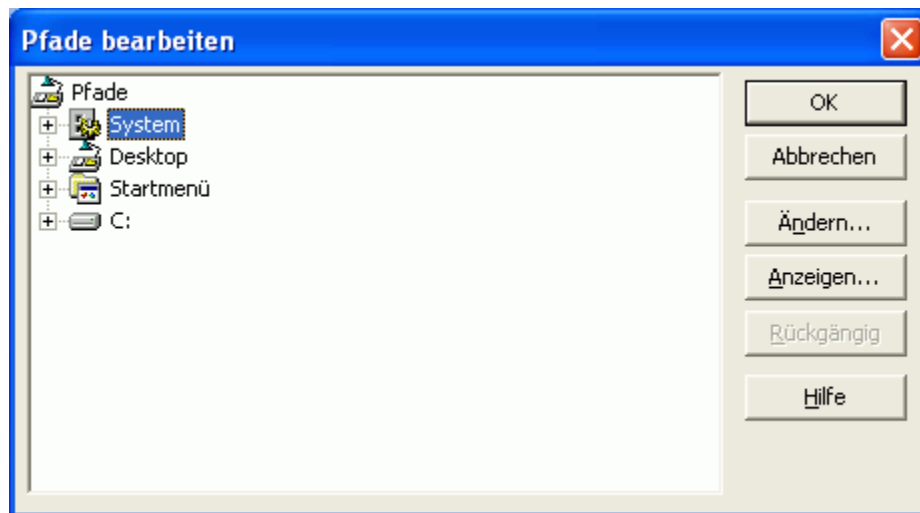 Pfade bearbeiten
Pfade
System
Desktop
Startmenü
C:
OK
Abbrechen
Ändern...
Anzeigen...
Rückgängig
Hilfe